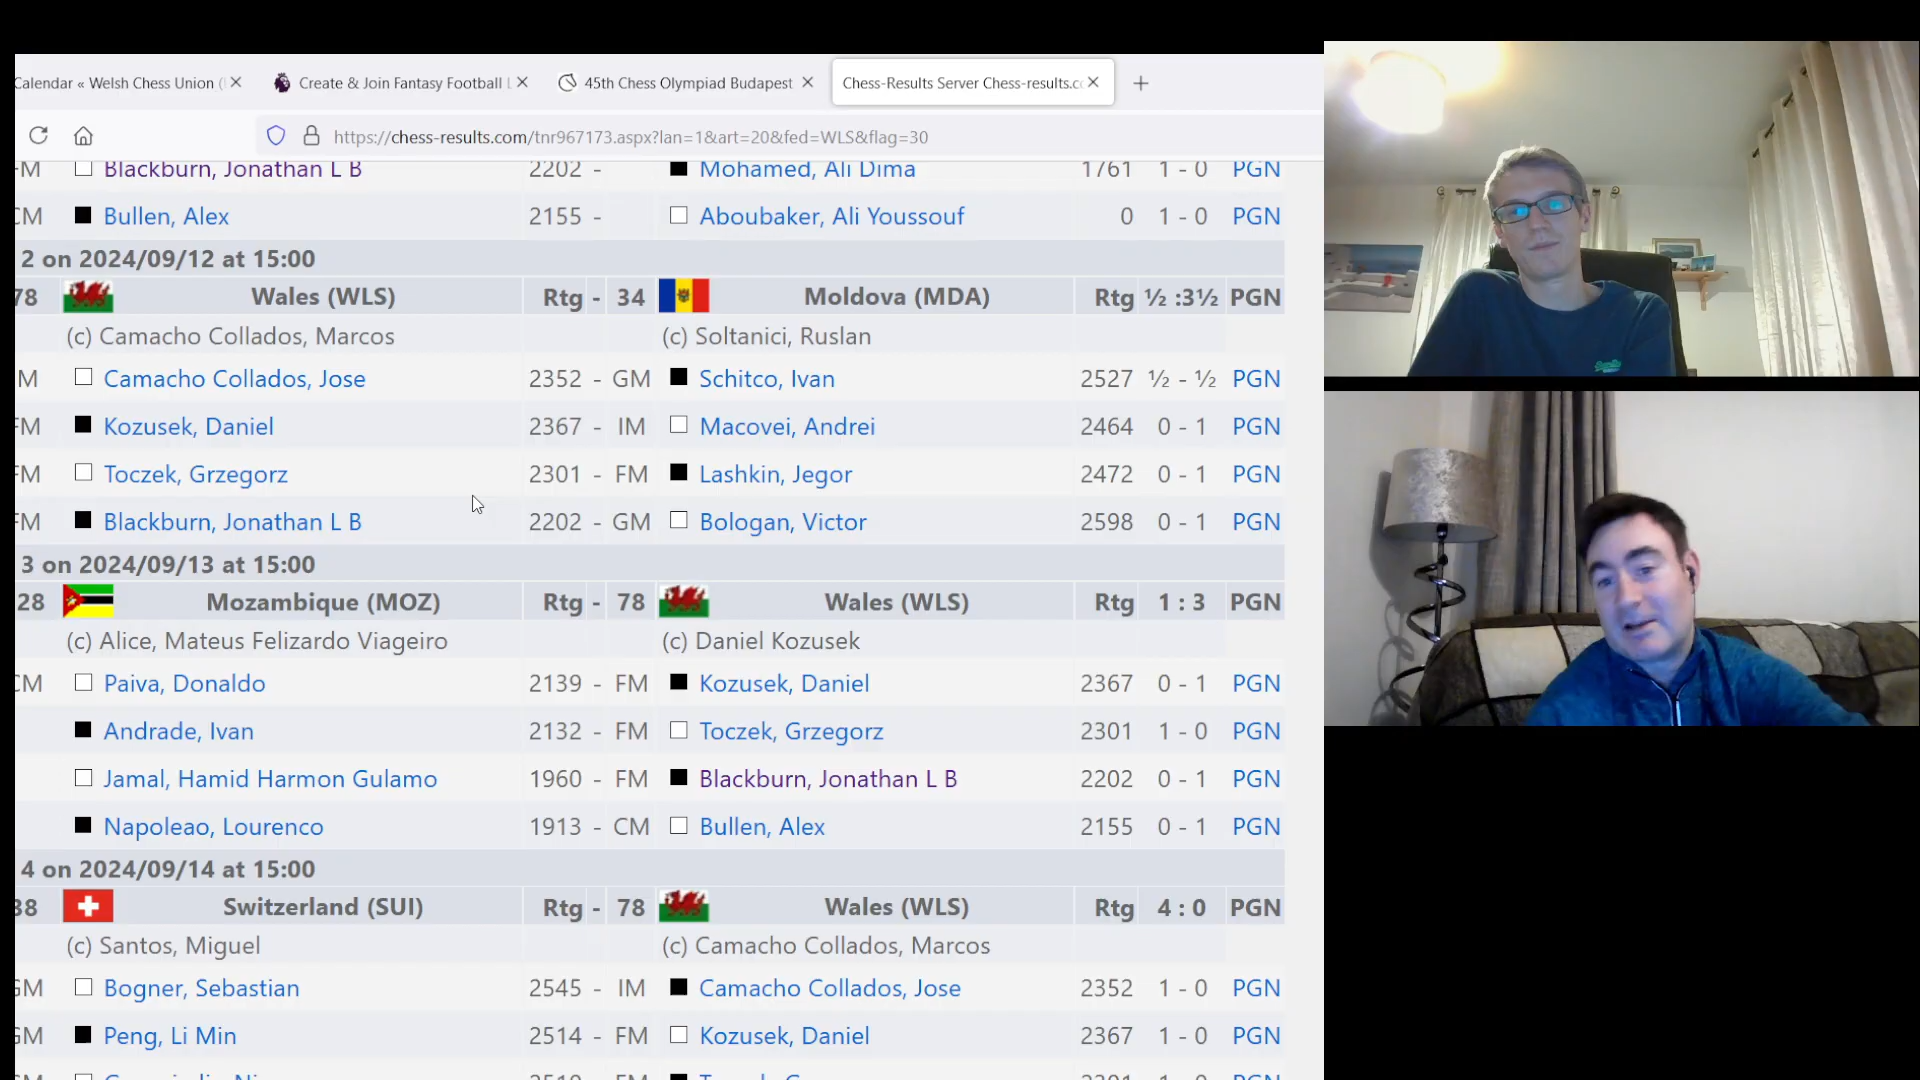 Calendar « Welsh Chess Union ( Create & Join Fantasy Football L 45th Chess Olympiad Budapest Chess-Results Server Chess-results.co
https://chess-results.com/tnr967173.aspx?lan=1&art=20&fed=WLS&flag=30
FM Blackburn, Jonathan L B 2202 - Mohamed, Ali Dima 1761 1 - 0 PGN
CM Bullen, Alex 2155 - Aboubaker, Ali Youssouf 0 1 - 0 PGN
2 on 2024/09/12 at 15:00
78 Wales (WLS) Rtg - 34 Moldova (MDA) Rtg ½ :3½ PGN
(c) Camacho Collados, Marcos (c) Soltanici, Ruslan
M Camacho Collados, Jose 2352 - GM Schitco, Ivan 2527 ½ - ½ PGN
FM Kozusek, Daniel 2367 - IM Macovei, Andrei 2464 0 - 1 PGN
FM Toczek, Grzegorz 2301 - FM Lashkin, Jegor 2472 0 - 1 PGN
FM Blackburn, Jonathan L B 2202 - GM Bologan, Victor 2598 0 - 1 PGN
3 on 2024/09/13 at 15:00
28 Mozambique (MOZ) Rtg - 78 Wales (WLS) Rtg 1 : 3 PGN
(c) Alice, Mateus Felizardo Viageiro (c) Daniel Kozusek
CM Paiva, Donaldo 2139 - FM Kozusek, Daniel 2367 0 - 1 PGN
Andrade, Ivan 2132 - FM Toczek, Grzegorz 2301 1 - 0 PGN
Jamal, Hamid Harmon Gulamo 1960 - FM Blackburn, Jonathan L B 2202 0 - 1 PGN
Napoleao, Lourenco 1913 - CM Bullen, Alex 2155 0 - 1 PGN
4 on 2024/09/14 at 15:00
38 Switzerland (SUI) Rtg - 78 Wales (WLS) Rtg 4 : 0 PGN
(c) Santos, Miguel (c) Camacho Collados, Marcos
GM Bogner, Sebastian 2545 - IM Camacho Collados, Jose 2352 1 - 0 PGN
GM Peng, Li Min 2514 - FM Kozusek, Daniel 2367 1 - 0 PGN